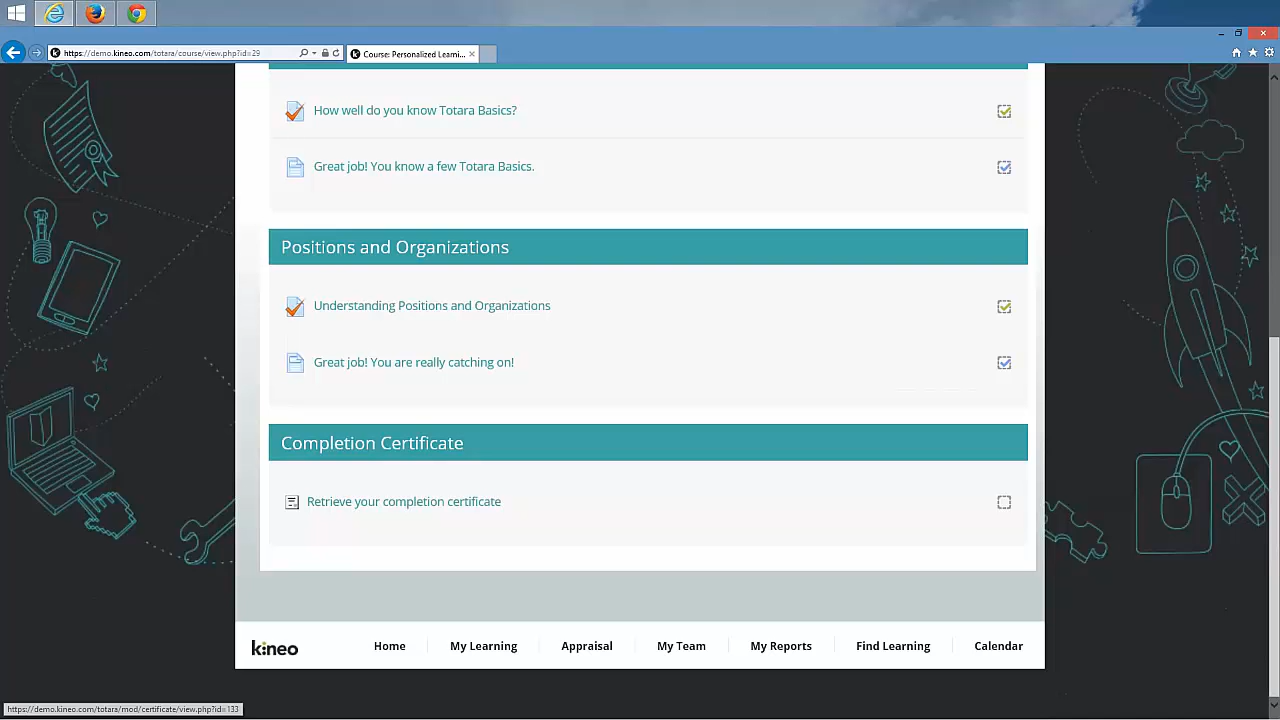 https://demo.kineo.com/totara/course/view.php?id=29
Course: Personalized Learni...
How well do you know Totara Basics?
Great job! You know a few Totara Basics.
Positions and Organizations
Understanding Positions and Organizations
Great job! You are really catching on!
Completion Certificate
Retrieve your completion certificate
kineo Home My Learning Appraisal My Team My Reports Find Learning Calendar
https://demo.kineo.com/totara/mod/certificate/view.php?id=133